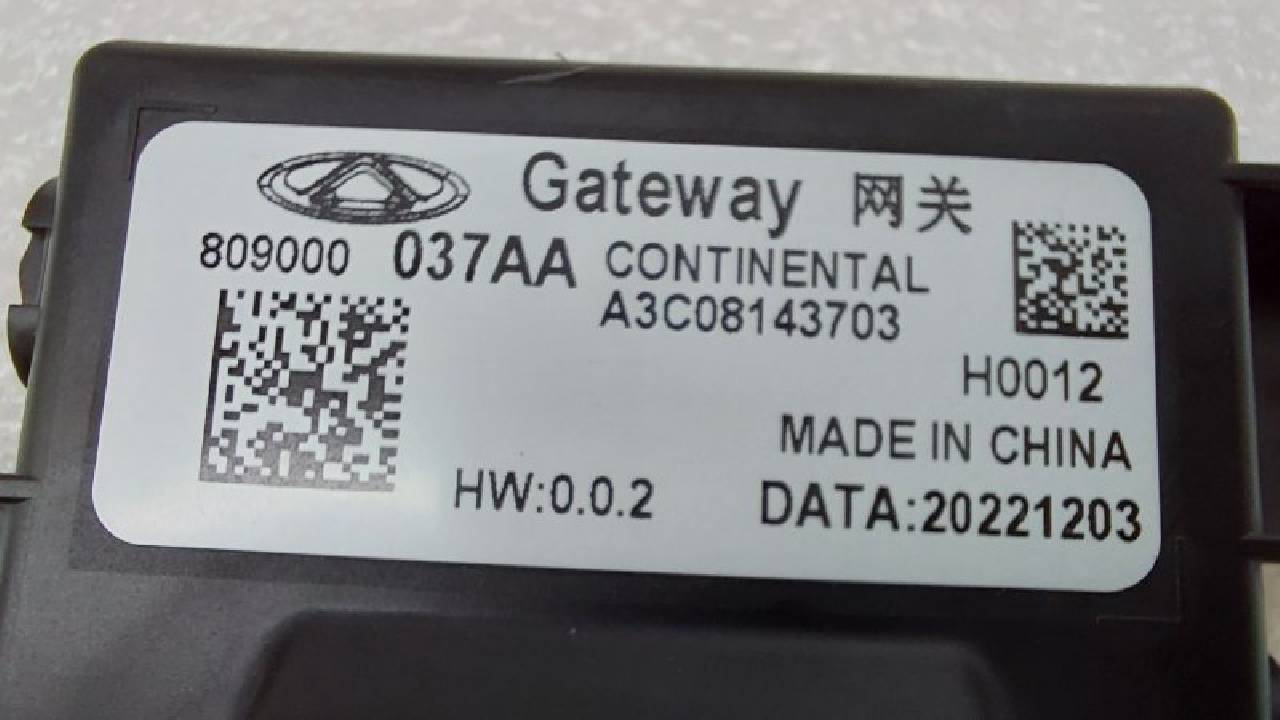 Gateway 网关
809000 037AA CONTINENTAL
A3C08143703
H0012
MADE IN CHINA
HW:0.0.2 DATA:20221203